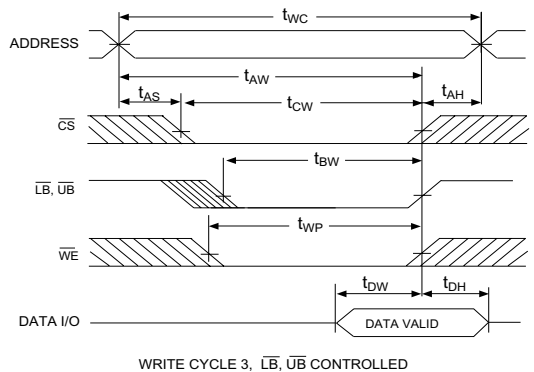 tWC
ADDRESS
tAW
tAS
tCW
tAH
CS
tBW
LB, UB
tWP
WE
tDW
tDH
DATA I/O
DATA VALID
WRITE CYCLE 3, LB, UB CONTROLLED